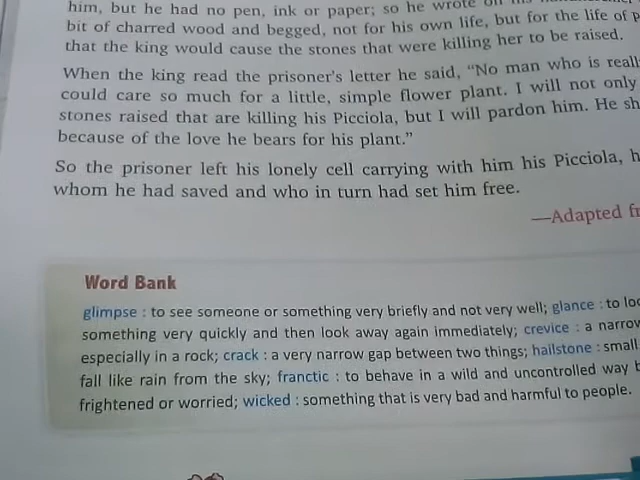 him, but he had no pen, ink or paper; so he wrote on his
bit of charred wood and begged, not for his own life, but for the life of
that the king would cause the stones that were killing her to be raised.
When the king read the prisoner's letter he said, "No man who is
could care so much for a little, simple flower plant. I will not only
stones raised that are killing his Picciola, but I will pardon him. He
because of the love he bears for his plant."
So the prisoner left his lonely cell carrying with him his Picciola,
whom he had saved and who in turn had set him free.
—Adapted
Word Bank
glimpse : to see someone or something very briefly and not very well; glance : to
something very quickly and then look away again immediately; crevice : a narrow
especially in a rock; crack : a very narrow gap between two things; hailstone : small
fall like rain from the sky; franctic : to behave in a wild and uncontrolled way
frightened or worried; wicked : something that is very bad and harmful to people.